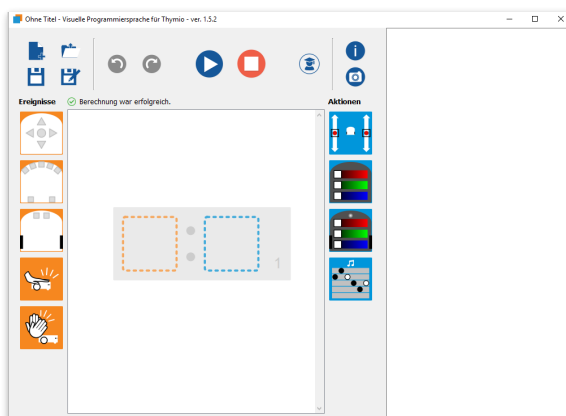 Ohne Titel - Visuelle Programmiersprache für Thymio - ver. 1.5.2
Ereignisse
Berechnung war erfolgreich.
Aktionen
1